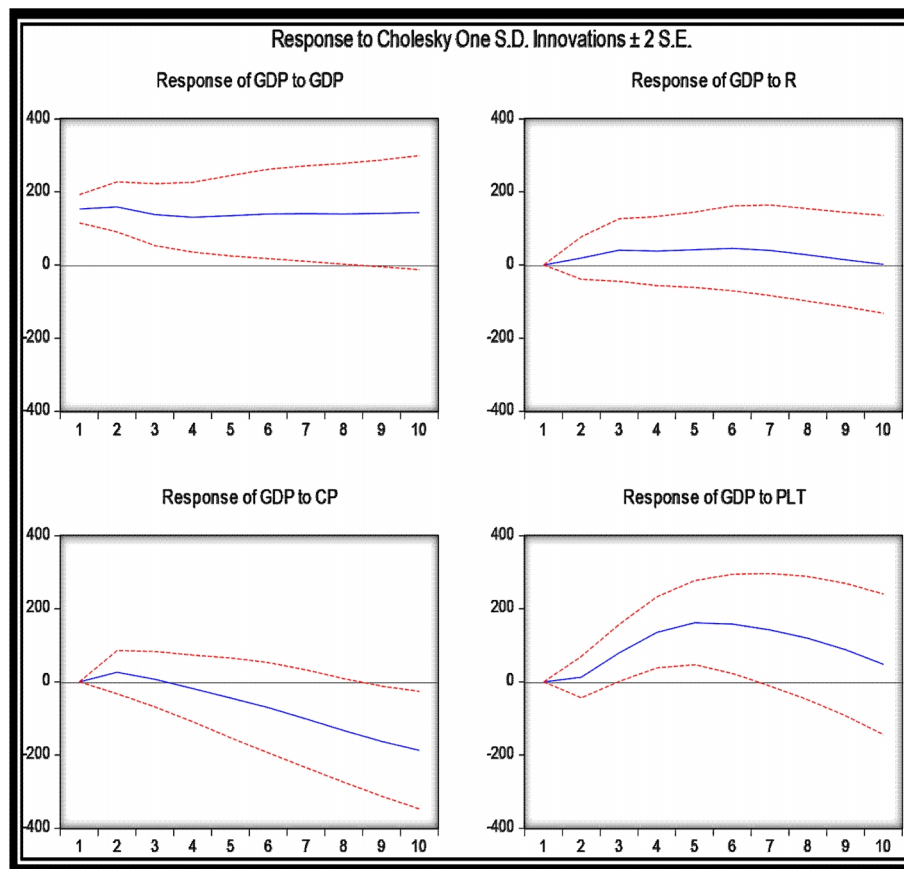 Response to Cholesky One S.D. Innovations ± 2 S.E.
Response of GDP to GDP
400
200
0
-200
-400
1 2 3 4 5 6 7 8 9 10
Response of GDP to R
400
200
0
-200
-400
1 2 3 4 5 6 7 8 9 10
Response of GDP to CP
400
200
0
-200
-400
1 2 3 4 5 6 7 8 9 10
Response of GDP to PLT
400
200
0
-200
-400
1 2 3 4 5 6 7 8 9 10